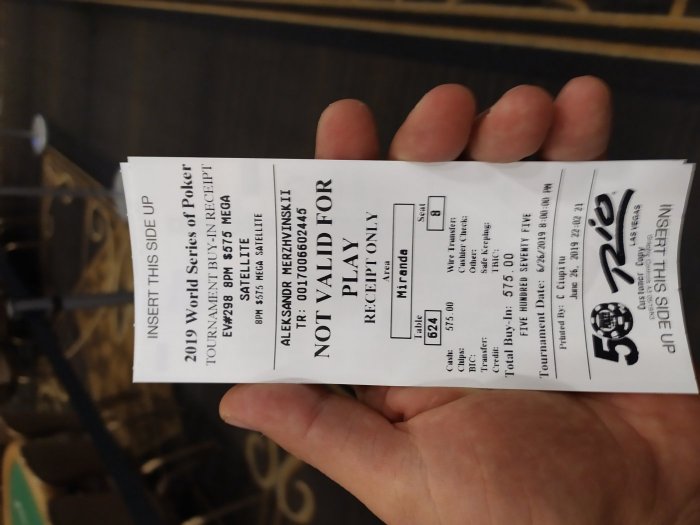 INSERT THIS SIDE UP
2019 World Series of Poker
TOURNAMENT BUY-IN RECEIPT
EV#298 8PM $575 MEGA
SATELLITE
8PM $575 MEGA SATELLITE
ALEKSANDR MERZHVINSKII
TR: 0017006602445
NOT VALID FOR
PLAY
RECEIPT ONLY
Area
Miranda
Table Seat
624 8
Cash: 575.00 Wire Transfer:
Chips: Cashier Check:
BIC: Other:
Transfer: Safe Keeping:
Credit: TRIC:
Total Buy-In: 575.00
FIVE HUNDRED SEVENTY FIVE
Tournament Date: 6/26/2019 8:00:00 PM
Printed By: C Ciupitu
June 26, 2019 22:02:21
50 Rio
LAS VEGAS
Customer Copy
INSERT THIS SIDE UP